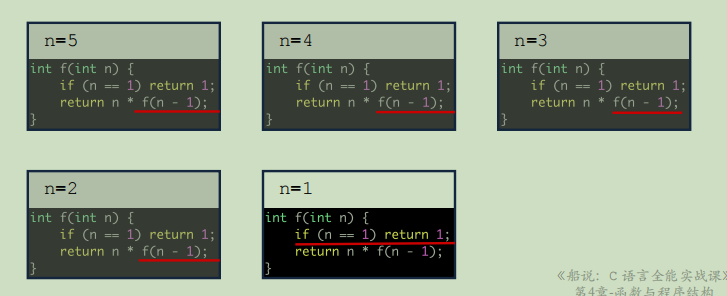 n=5
int f(int n) {
    if (n == 1) return 1;
    return n * f(n - 1);
}
n=4
int f(int n) {
    if (n == 1) return 1;
    return n * f(n - 1);
}
n=3
int f(int n) {
    if (n == 1) return 1;
    return n * f(n - 1);
}
n=2
int f(int n) {
    if (n == 1) return 1;
    return n * f(n - 1);
}
n=1
int f(int n) {
    if (n == 1) return 1;
    return n * f(n - 1);
}
《船说：C 语言全能实战课》
第4章-函数与程序结构